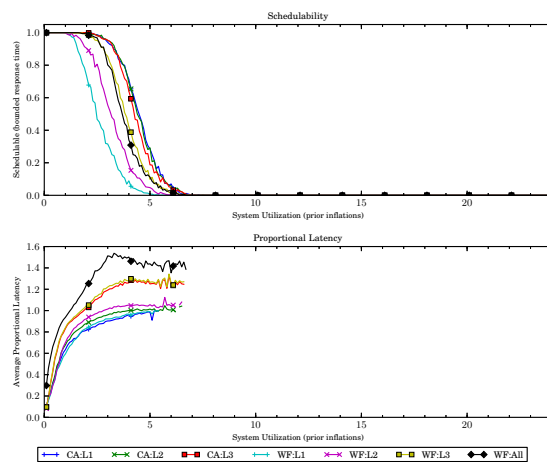 Schedulability
Schedulable (bounded response time)
1.0
0.8
0.6
0.4
0.2
0.0
0 5 10 15 20
System Utilization (prior inflations)
Proportional Latency
Average Proportional Latency
1.6
1.4
1.2
1.0
0.8
0.6
0.4
0.2
0.0
0 5 10 15 20
System Utilization (prior inflations)
CA:L1 CA:L2 CA:L3 WF:L1 WF:L2 WF:L3 WF:All